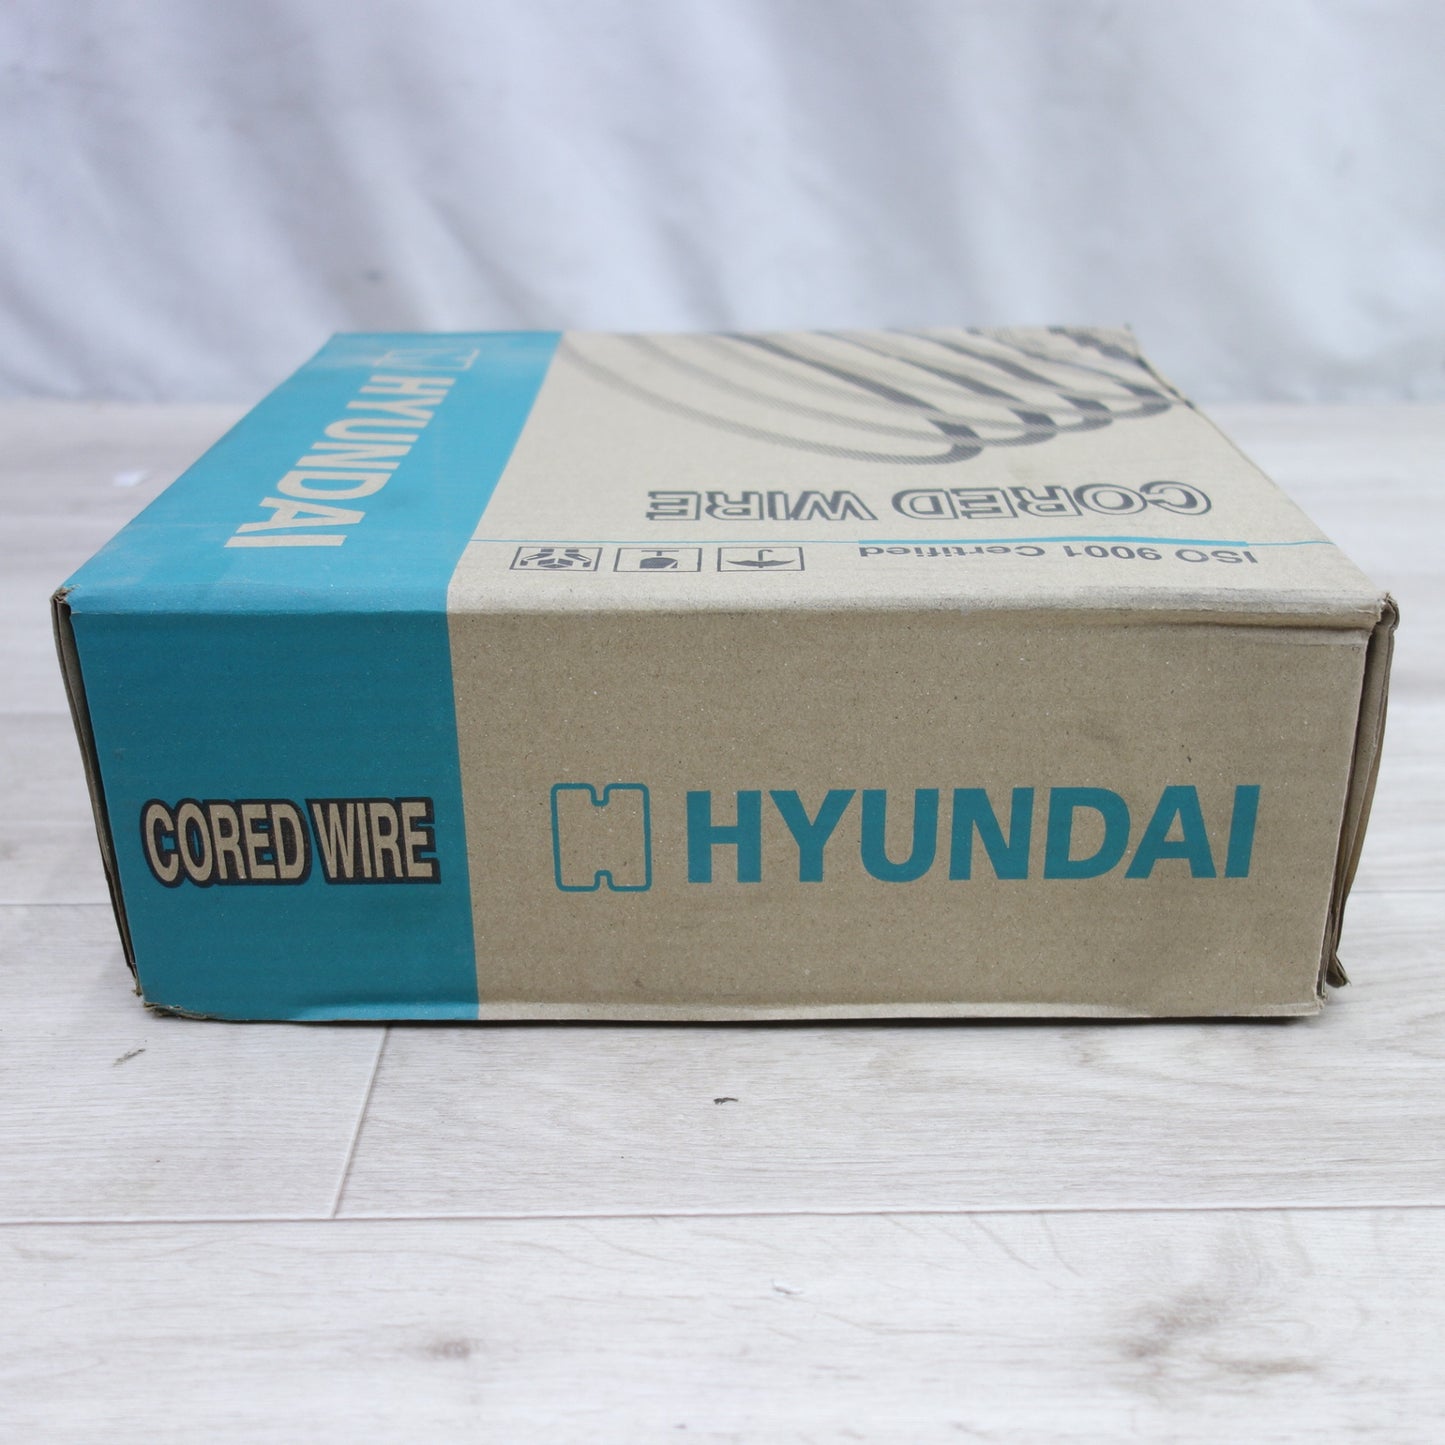 HYUNDAI
CORED WIRE
ISO 9001 Certified
CORED WIRE
HYUNDAI